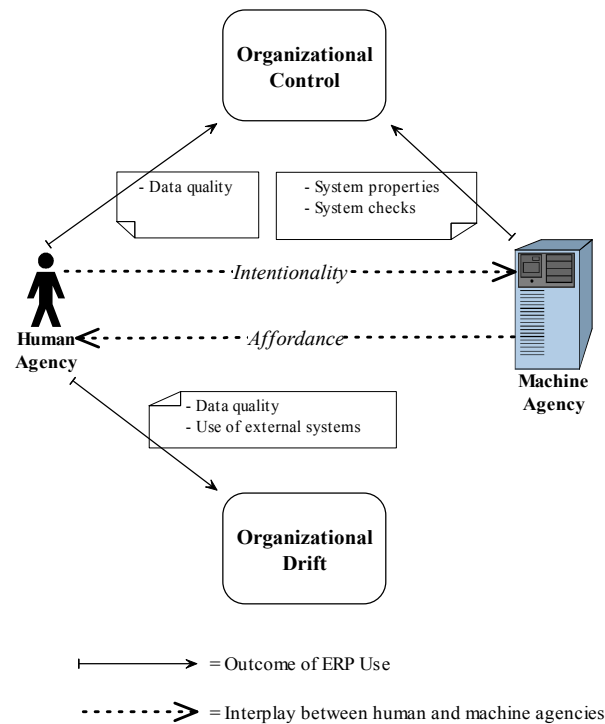 Organizational
Control
- Data quality
- System properties
- System checks
Intentionality
Affordance
Human
Agency
Machine
Agency
- Data quality
- Use of external systems
Organizational
Drift
= Outcome of ERP Use
= Interplay between human and machine agencies